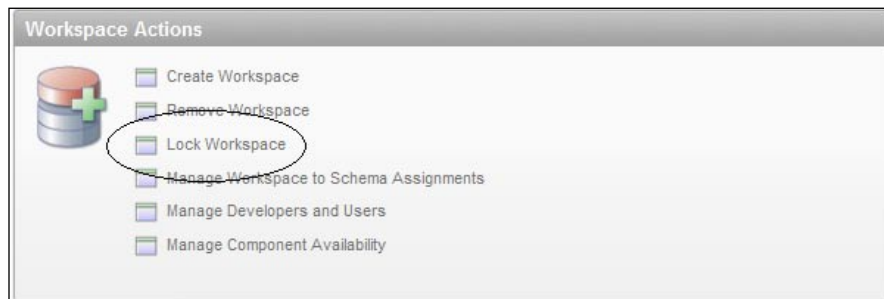 Workspace Actions
Create Workspace
Remove Workspace
Lock Workspace
Manage Workspace to Schema Assignments
Manage Developers and Users
Manage Component Availability